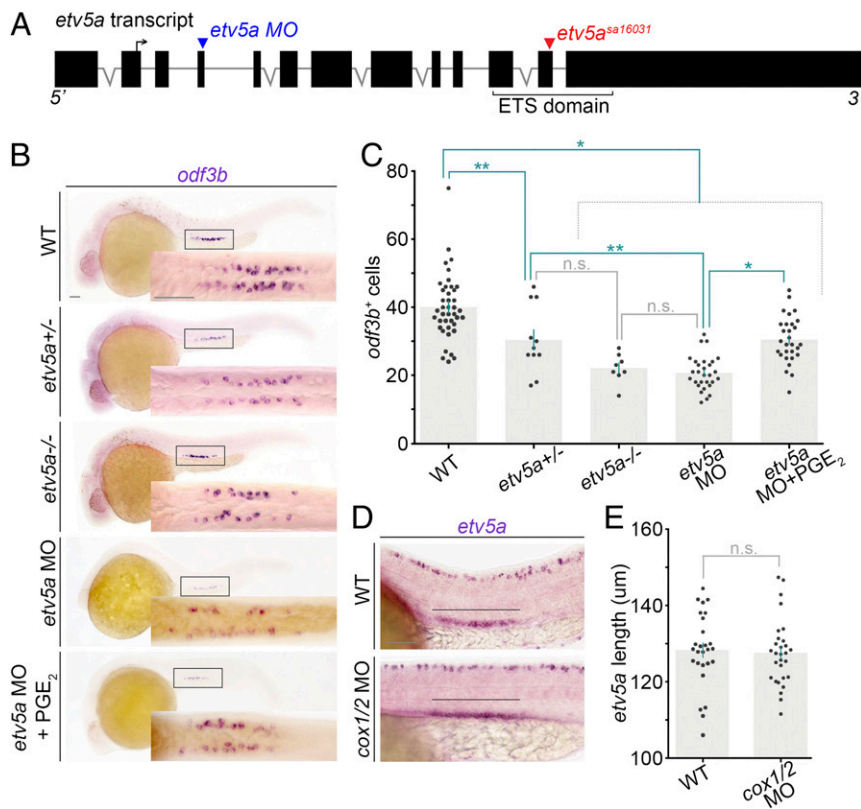 A
etv5a transcript
etv5a MO
etv5a^sa16031
5'
3'
ETS domain
B
odf3b
WT
etv5a+/-
etv5a-/-
etv5a MO
etv5a MO
+ PGE₂
C
odf3b⁺ cells
80
60
40
20
0
*
**
**
*
n.s.
n.s.
WT
etv5a+/-
etv5a-/-
etv5a
MO
etv5a
MO+PGE₂
D
etv5a
WT
cox1/2 MO
E
etv5a length (um)
160
140
120
100
n.s.
WT
cox1/2
MO